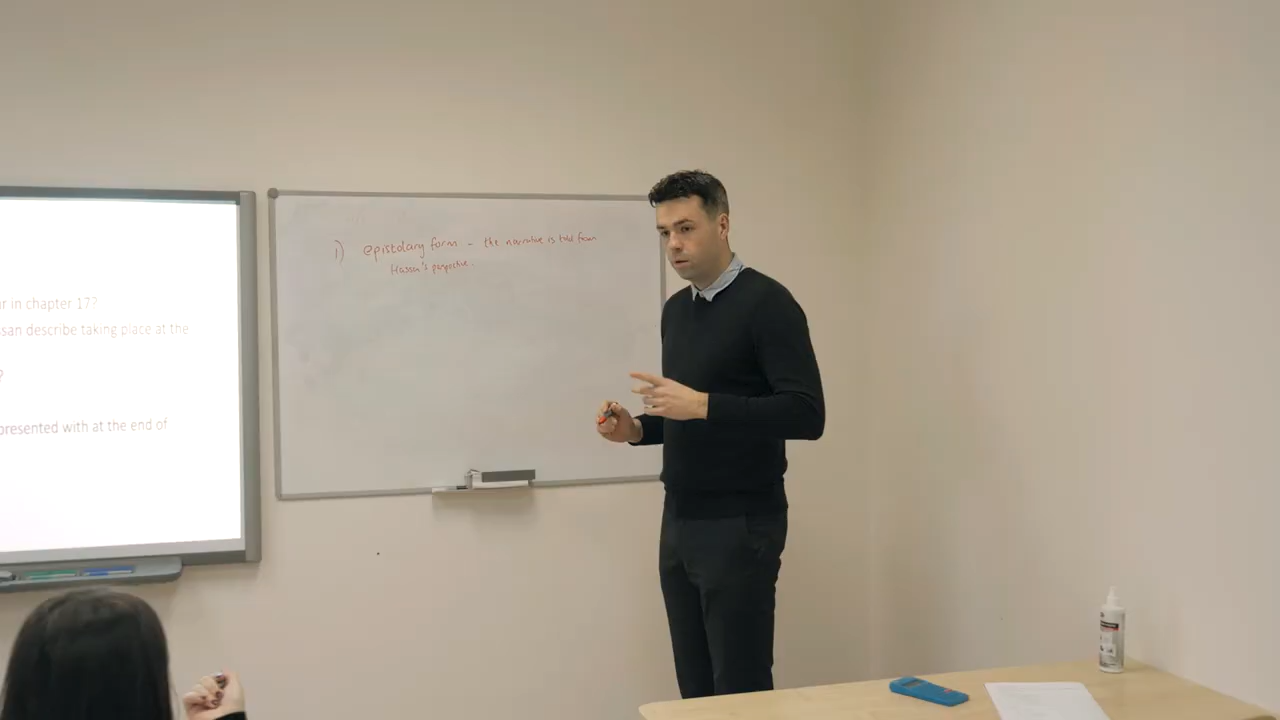 r in chapter 17?
ssan describe taking place at the
?
presented with at the end of
1) epistolary form - the narrative is told from
Hassan's perspective.